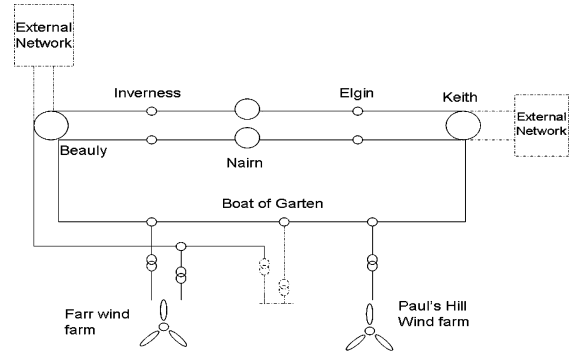 External
Network
Inverness
Elgin
Keith
External
Network
Beauly
Nairn
Boat of Garten
Farr wind
farm
Paul's Hill
Wind farm